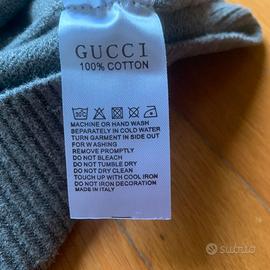 GUCCI
100% COTTON
MACHINE OR HAND WASH
SEPARATELY IN COLD WATER
TURN GARMENT IN SIDE OUT
FOR WASHING
REMOVE PROMPTLY
DO NOT BLEACH
DO NOT TUMBLE DRY
DO NOT DRY CLEAN
TOUCH UP WITH COOL IRON
DO NOT IRON DECORATION
MADE IN ITALY
subito